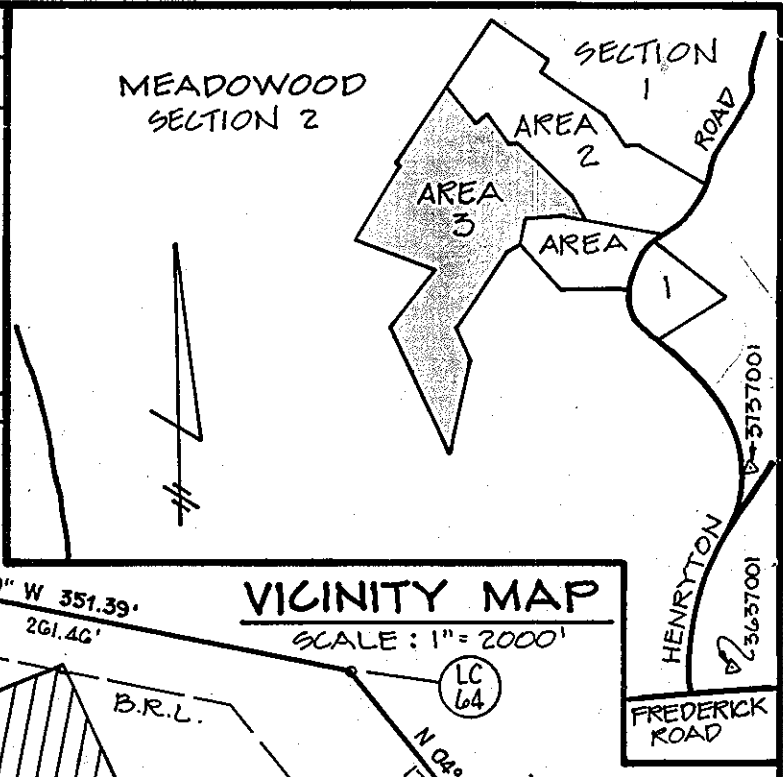 MEADOWOOD
SECTION 2
SECTION
1
ROAD
AREA
2
AREA
3
AREA
1
3737001
HENRYTON
3637001
FREDERICK
ROAD
VICINITY MAP
SCALE : 1" = 2000'
" W 351.39'
261.46'
LC
64
B.R.L.
N 04°